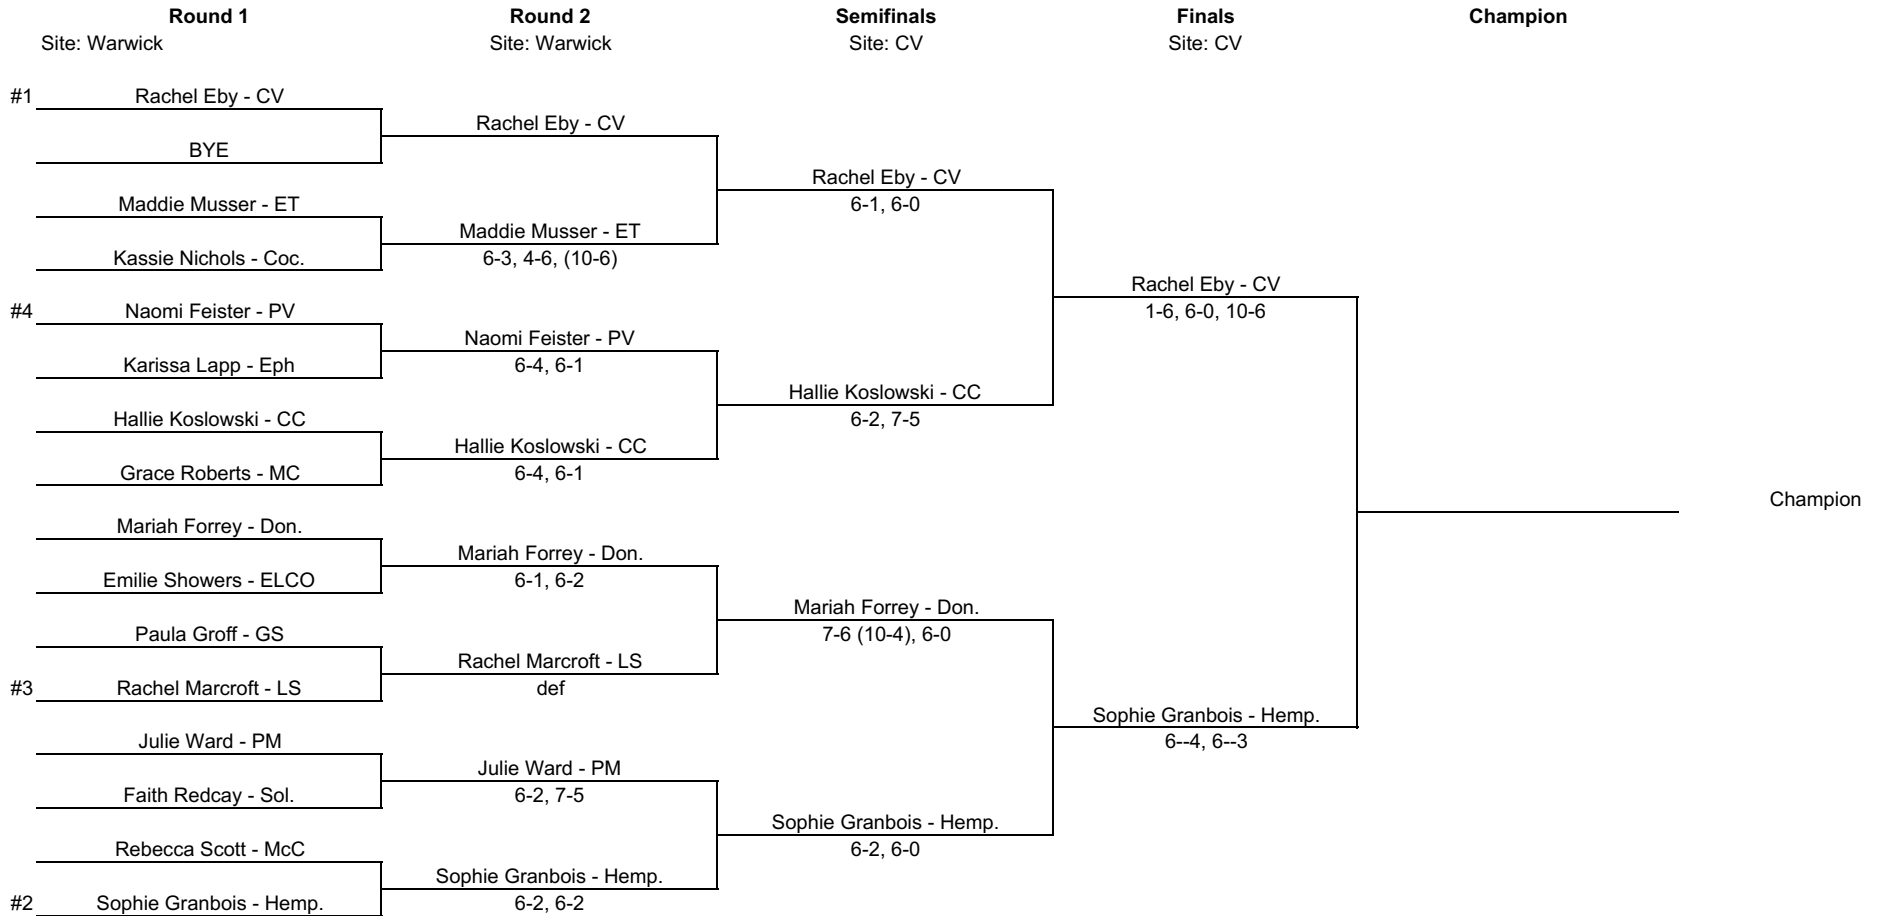 Round 1 Round 2 Semifinals Finals Champion
Site: Warwick Site: Warwick Site: CV Site: CV
#1 Rachel Eby - CV
Rachel Eby - CV
BYE
Rachel Eby - CV
Maddie Musser - ET 6-1, 6-0
Maddie Musser - ET
Kassie Nichols - Coc. 6-3, 4-6, (10-6)
Rachel Eby - CV
#4 Naomi Feister - PV 1-6, 6-0, 10-6
Naomi Feister - PV
Karissa Lapp - Eph 6-4, 6-1
Hallie Koslowski - CC
Hallie Koslowski - CC 6-2, 7-5
Hallie Koslowski - CC
Grace Roberts - MC 6-4, 6-1
Champion
Mariah Forrey - Don.
Mariah Forrey - Don.
Emilie Showers - ELCO 6-1, 6-2
Mariah Forrey - Don.
Paula Groff - GS 7-6 (10-4), 6-0
Rachel Marcroft - LS
#3 Rachel Marcroft - LS def
Sophie Granbois - Hemp.
Julie Ward - PM 6--4, 6--3
Julie Ward - PM
Faith Redcay - Sol. 6-2, 7-5
Sophie Granbois - Hemp.
Rebecca Scott - McC 6-2, 6-0
Sophie Granbois - Hemp.
#2 Sophie Granbois - Hemp. 6-2, 6-2